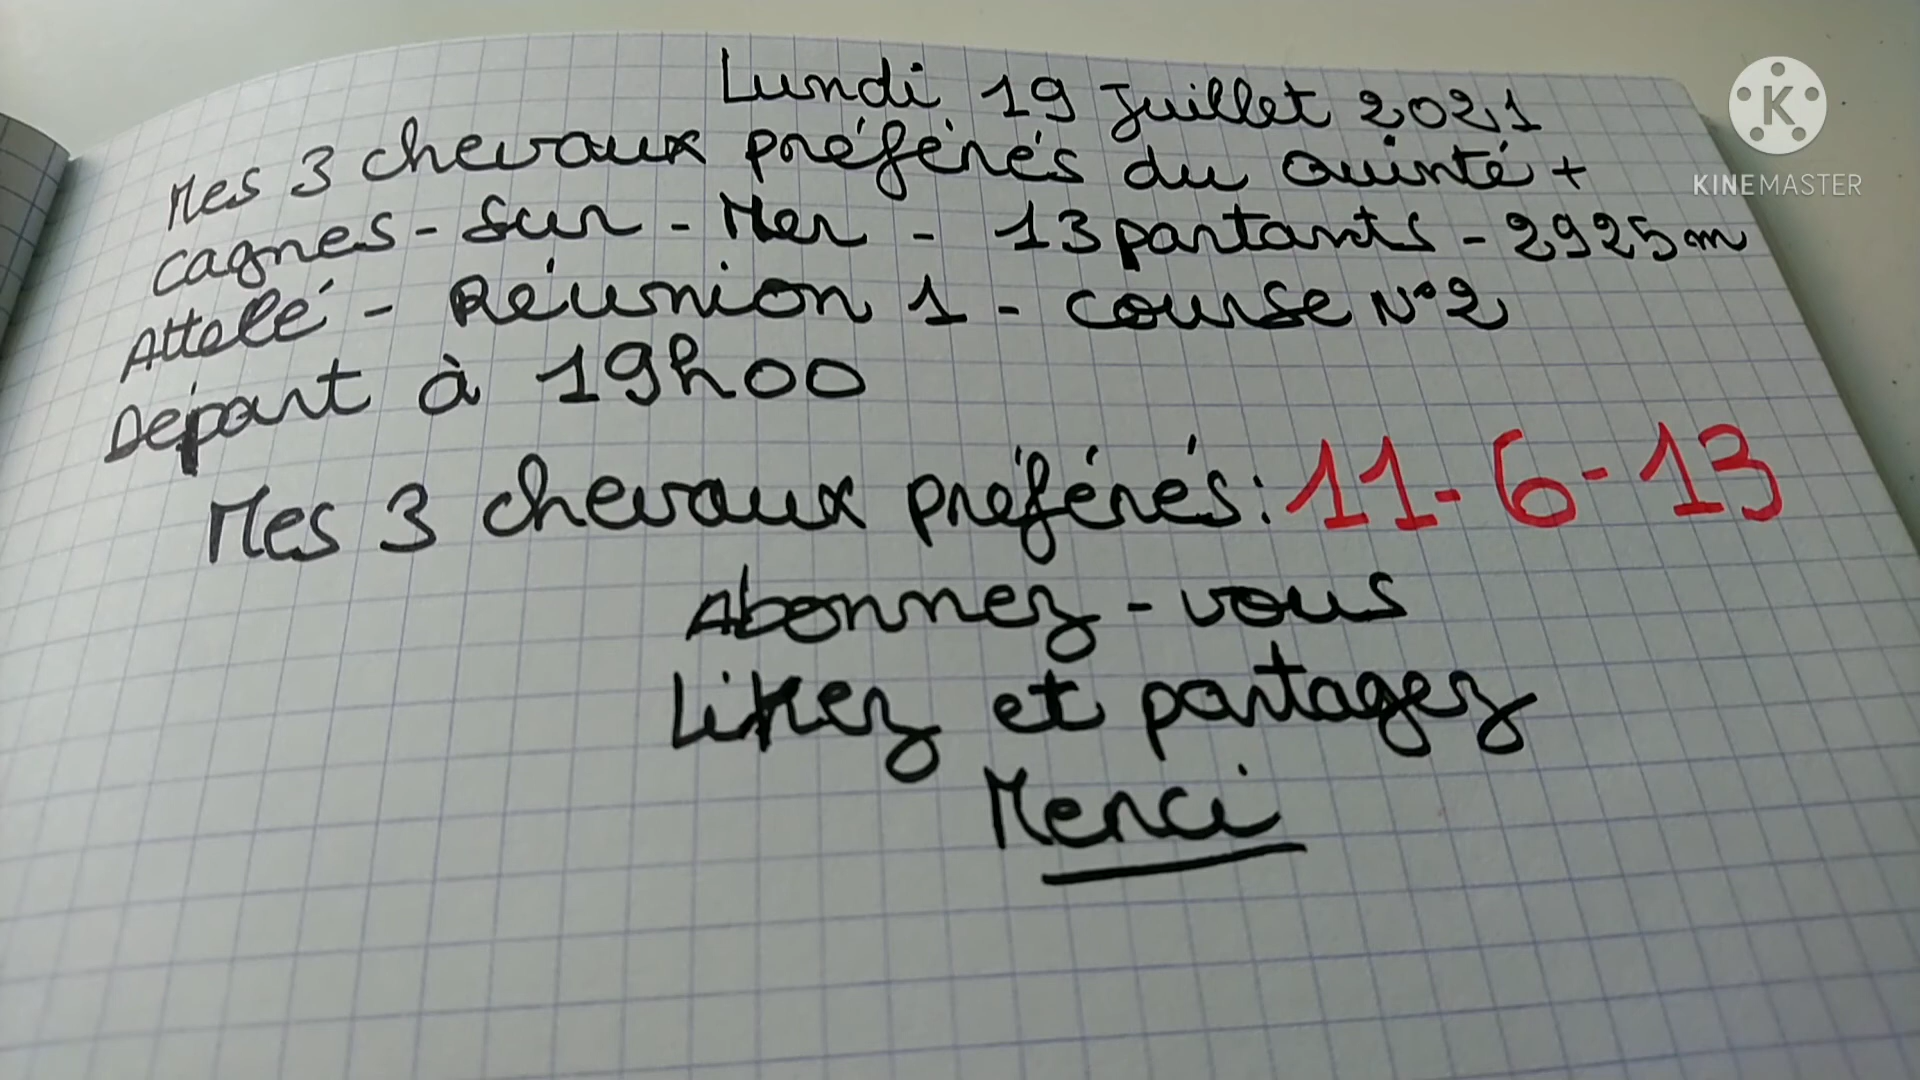 Lundi 19 Juillet 2021
Mes 3 chevaux préférés du Quinté +
Cagnes - sur - Mer - 13 partants - 2925m
Attelé - Réunion 1 - course N°2
Départ à 19h00
Mes 3 chevaux préférés : 11 - 6 - 13
Abonnez - vous
Likez et partagez
Merci
K
KINEMASTER